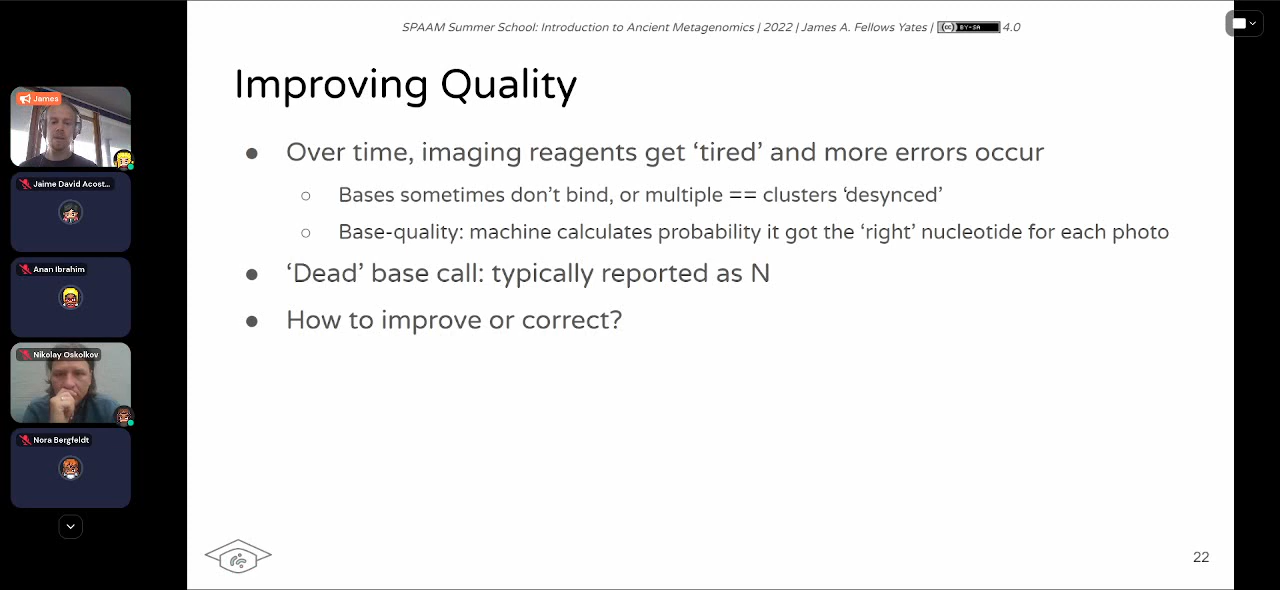 SPAAM Summer School: Introduction to Ancient Metagenomics | 2022 | James A. Fellows Yates | (cc) BY-SA 4.0
Improving Quality
● Over time, imaging reagents get ‘tired’ and more errors occur
○ Bases sometimes don’t bind, or multiple == clusters ‘desynced’
○ Base-quality: machine calculates probability it got the ‘right’ nucleotide for each photo
● ‘Dead’ base call: typically reported as N
● How to improve or correct?
22
James
Jaime David Acost...
Anan Ibrahim
Nikolay Oskolkov
Nora Bergfeldt